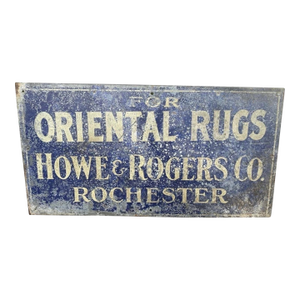 FOR
ORIENTAL RUGS
HOWE & ROGERS CO.
ROCHESTER